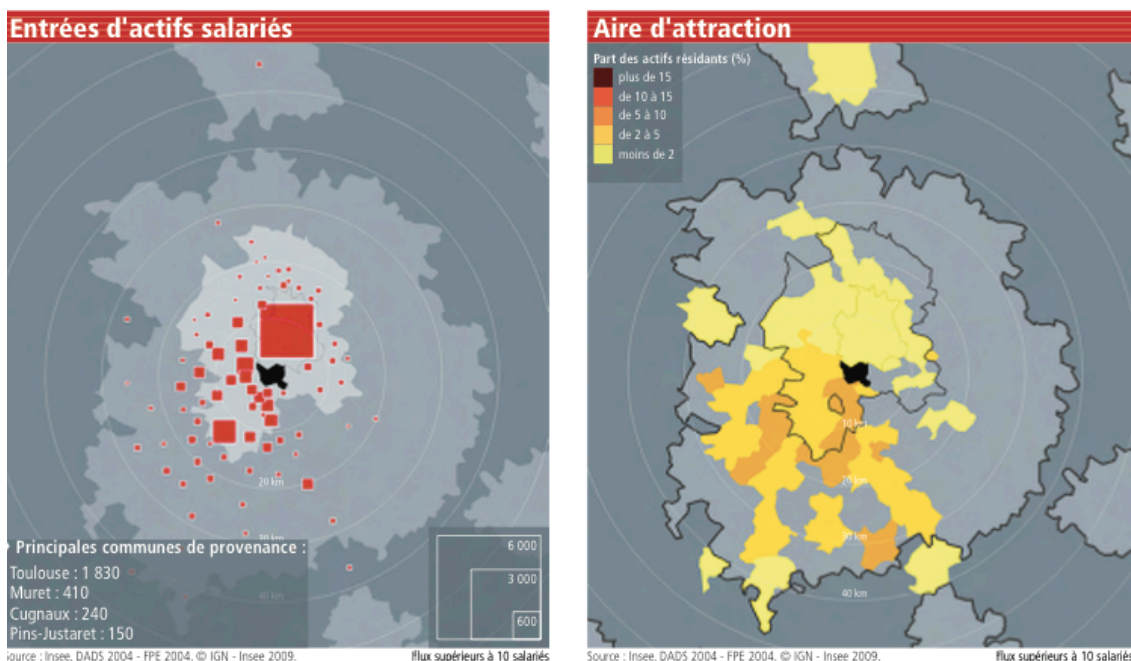 Entrées d'actifs salariés
20 km
30 km
40 km
Principales communes de provenance :
Toulouse : 1 830
Muret : 410
Cugnaux : 240
Pins-Justaret : 150
6 000
3 000
600
Source : Insee, DADS 2004 - FPE 2004, © IGN - Insee 2009.
flux supérieurs à 10 salariés
Aire d'attraction
Part des actifs résidants (%)
plus de 15
de 10 à 15
de 5 à 10
de 2 à 5
moins de 2
10 km
20 km
30 km
40 km
Source : Insee, DADS 2004 - FPE 2004, © IGN - Insee 2009.
flux supérieurs à 10 salariés